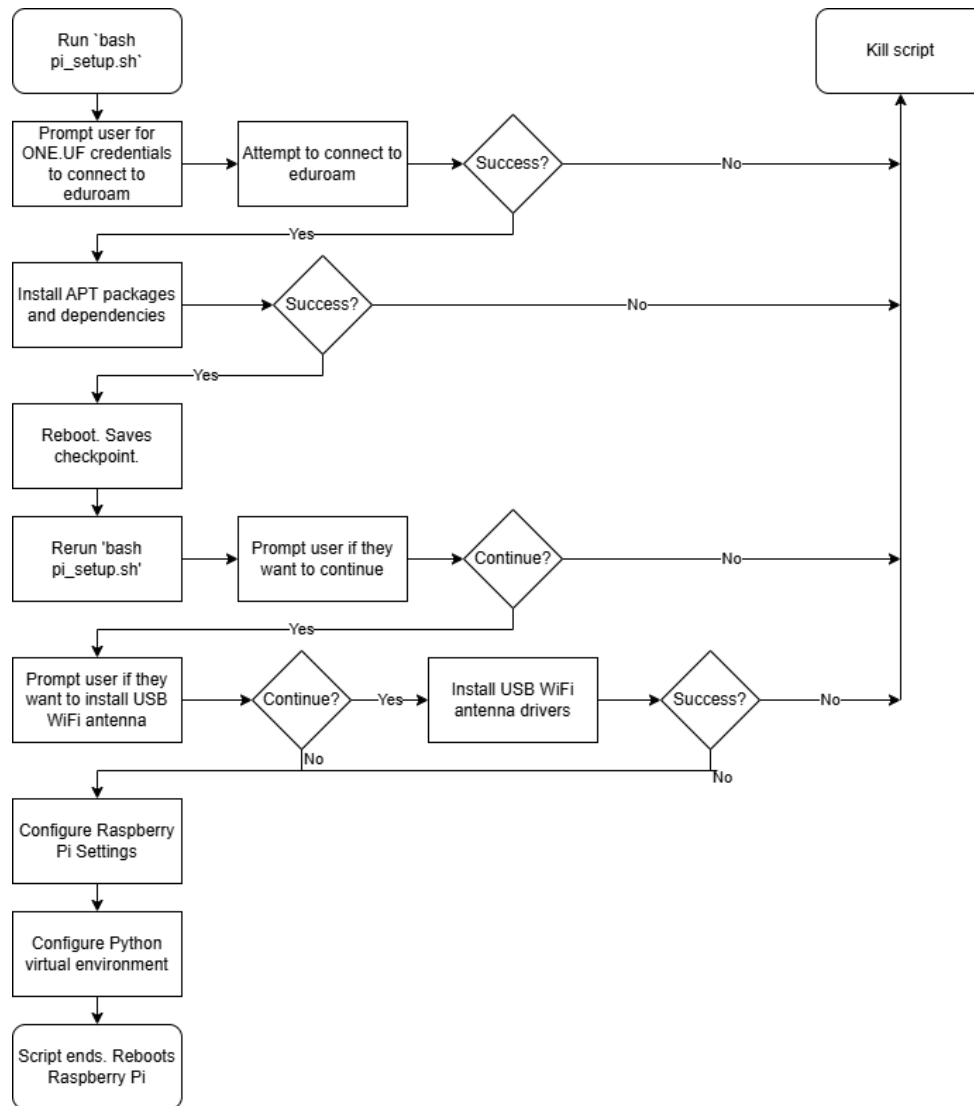 Run `bash
pi_setup.sh`
Kill script
Prompt user for
ONE.UF credentials
to connect to
eduroam
Attempt to connect to
eduroam
Success?
No
Yes
Install APT packages
and dependencies
Success?
No
Yes
Reboot. Saves
checkpoint.
Rerun 'bash
pi_setup.sh'
Prompt user if they
want to continue
Continue?
No
Yes
Prompt user if they
want to install USB
WiFi antenna
Continue?
Yes
Install USB WiFi
antenna drivers
Success?
No
No
No
Configure Raspberry
Pi Settings
Configure Python
virtual environment
Script ends. Reboots
Raspberry Pi